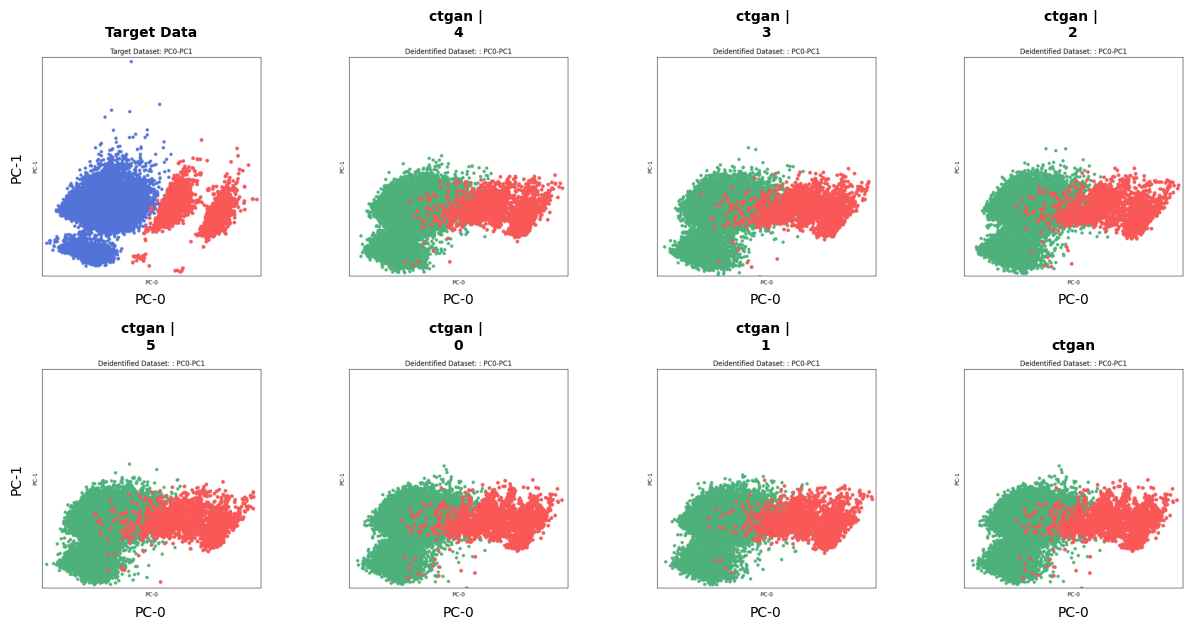 Target Data
Target Dataset: PC0-PC1
PC-1
PC-1
PC-0
PC-0
ctgan |
4
Deidentified Dataset: : PC0-PC1
PC-1
PC-0
PC-0
ctgan |
3
Deidentified Dataset: : PC0-PC1
PC-1
PC-0
PC-0
ctgan |
2
Deidentified Dataset: : PC0-PC1
PC-1
PC-0
PC-0
ctgan |
5
Deidentified Dataset: : PC0-PC1
PC-1
PC-1
PC-0
PC-0
ctgan |
0
Deidentified Dataset: : PC0-PC1
PC-1
PC-0
PC-0
ctgan |
1
Deidentified Dataset: : PC0-PC1
PC-1
PC-0
PC-0
ctgan
Deidentified Dataset: : PC0-PC1
PC-1
PC-0
PC-0